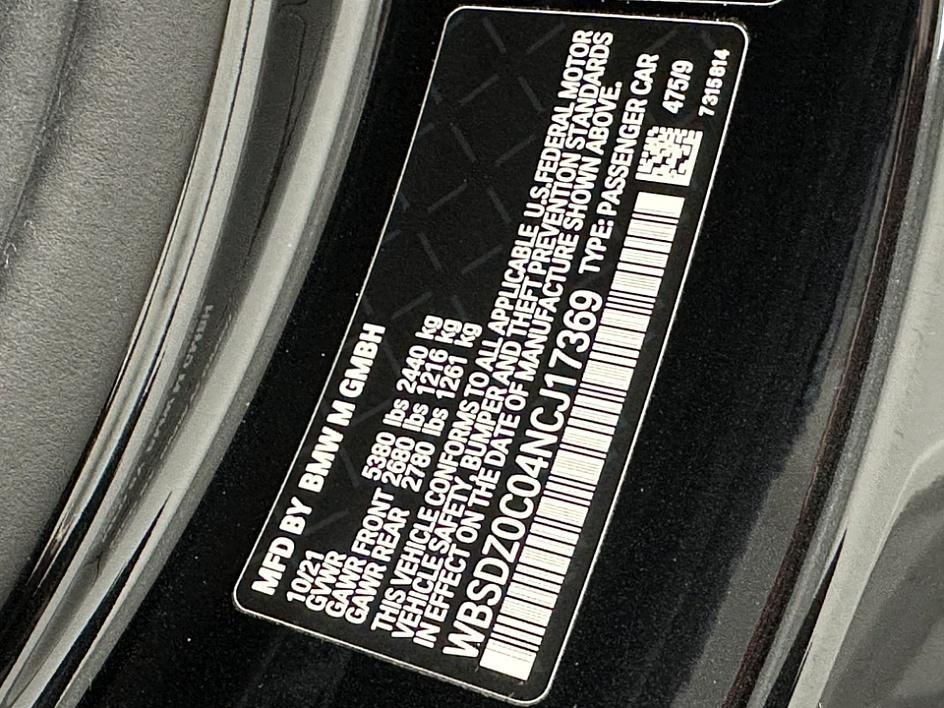 MFD BY BMW M GMBH
10/21
GVWR 5380 lbs 2440 kg
GAWR FRONT 2680 lbs 1216 kg
GAWR REAR 2780 lbs 1261 kg
THIS VEHICLE CONFORMS TO ALL APPLICABLE U.S. FEDERAL MOTOR
VEHICLE SAFETY, BUMPER AND THEFT PREVENTION STANDARDS
IN EFFECT ON THE DATE OF MANUFACTURE SHOWN ABOVE.
WBSDZ0C04NCJ17369 TYPE: PASSENGER CAR
475/9
7315814